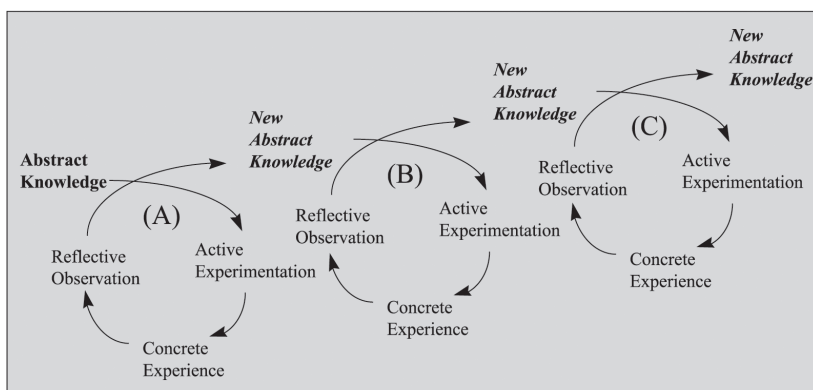 Abstract
Knowledge
(A)
Reflective
Observation
Active
Experimentation
Concrete
Experience
New
Abstract
Knowledge
(B)
Reflective
Observation
Active
Experimentation
Concrete
Experience
New
Abstract
Knowledge
(C)
Reflective
Observation
Active
Experimentation
Concrete
Experience
New
Abstract
Knowledge